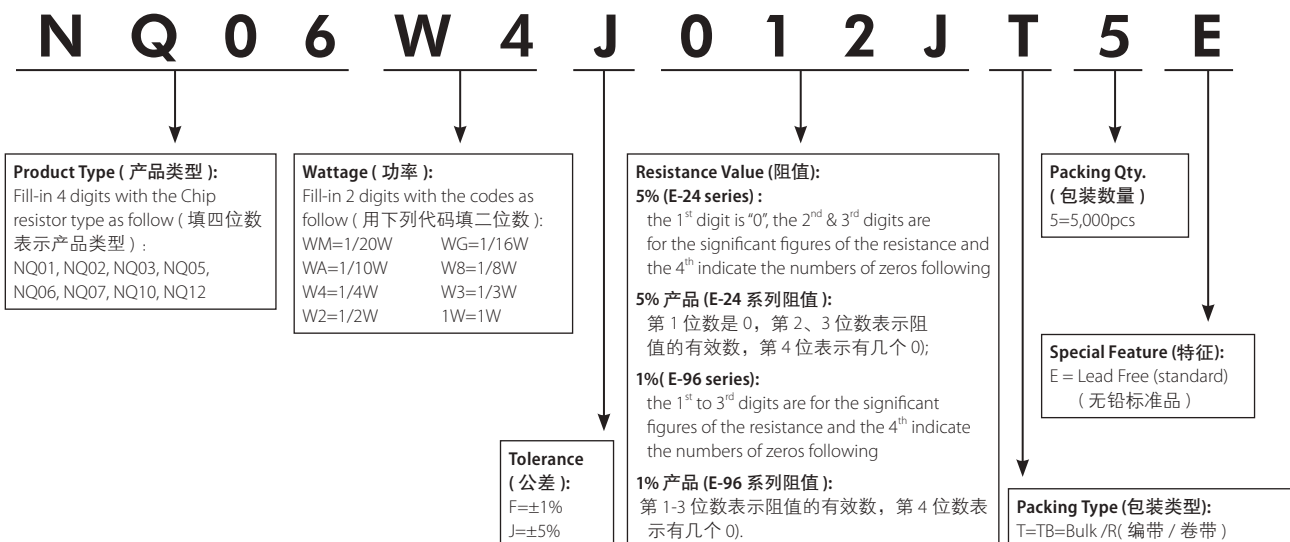 NQ06W4J012JT5E
Product Type ( 产品类型 ):
Fill-in 4 digits with the Chip
resistor type as follow ( 填四位数
表示产品类型 ) :
NQ01, NQ02, NQ03, NQ05,
NQ06, NQ07, NQ10, NQ12
Wattage ( 功率 ):
Fill-in 2 digits with the codes as
follow ( 用下列代码填二位数 ):
WM=1/20W WG=1/16W
WA=1/10W W8=1/8W
W4=1/4W W3=1/3W
W2=1/2W 1W=1W
Tolerance
( 公差 ):
F=±1%
J=±5%
Resistance Value (阻值):
5% (E-24 series) :
the 1st digit is "0", the 2nd & 3rd digits are
for the significant figures of the resistance and
the 4th indicate the numbers of zeros following
5% 产品 (E-24 系列阻值 ):
第 1 位数是 0，第 2、3 位数表示阻
值的有效数，第 4 位表示有几个 0);
1%( E-96 series):
the 1st to 3rd digits are for the significant
figures of the resistance and the 4th indicate
the numbers of zeros following
1% 产品 (E-96 系列阻值 ):
第 1-3 位数表示阻值的有效数，第 4 位数表
示有几个 0).
Packing Qty.
( 包装数量 )
5=5,000pcs
Special Feature (特征):
E = Lead Free (standard)
( 无铅标准品 )
Packing Type (包装类型):
T=TB=Bulk /R( 编带 / 卷带 )